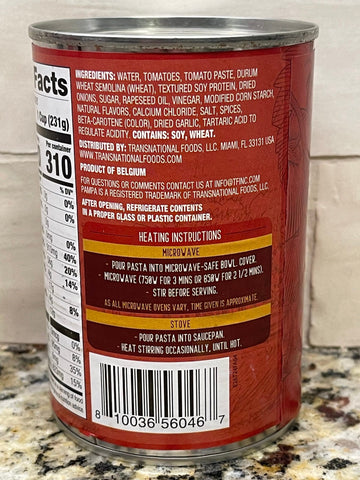 Facts
Cup (231g)
Per container
310
% DV*
0%
40%
20%
14%
8%
0%
8%
35%
15%
INGREDIENTS: WATER, TOMATOES, TOMATO PASTE, DURUM
WHEAT SEMOLINA (WHEAT), TEXTURED SOY PROTEIN, DRIED
ONIONS, SUGAR, RAPESEED OIL, VINEGAR, MODIFIED CORN STARCH,
NATURAL FLAVORS, CALCIUM CHLORIDE, SALT, SPICES,
BETA-CAROTENE (COLOR), DRIED GARLIC, TARTARIC ACID TO
REGULATE ACIDITY. CONTAINS: SOY, WHEAT.
DISTRIBUTED BY: TRANSNATIONAL FOODS, LLC. MIAMI, FL 33131 USA
WWW.TRANSNATIONALFOODS.COM
PRODUCT OF BELGIUM
FOR QUESTIONS OR COMMENTS CONTACT US AT INFO@TFINC.COM
PAMPA IS A REGISTERED TRADEMARK OF TRANSNATIONAL FOODS, LLC.
AFTER OPENING, REFRIGERATE CONTENTS
IN A PROPER GLASS OR PLASTIC CONTAINER.
HEATING INSTRUCTIONS
MICROWAVE
- POUR PASTA INTO MICROWAVE-SAFE BOWL. COVER.
- MICROWAVE (750W FOR 3 MINS OR 850W FOR 2 1/2 MINS).
- STIR BEFORE SERVING.
AS ALL MICROWAVE OVENS VARY, TIME GIVEN IS APPROXIMATE.
STOVE
- POUR PASTA INTO SAUCEPAN.
- HEAT STIRRING OCCASIONALLY, UNTIL HOT.
8 10036 56046 7